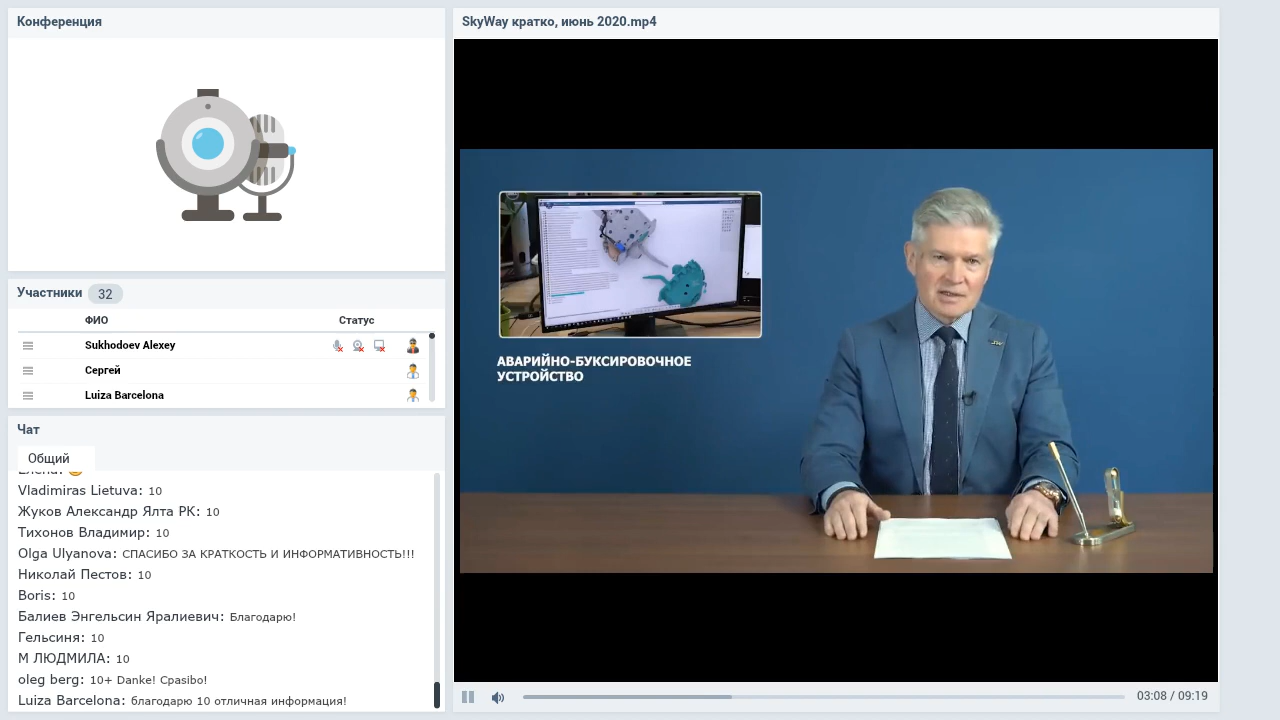 Конференция
SkyWay кратко, июнь 2020.mp4
АВАРИЙНО-БУКСИРОВОЧНОЕ
УСТРОЙСТВО
Участники 32
ФИО Статус
Sukhodoev Alexey
Сергей
Luiza Barcelona
Чат
Общий
Елена:
Vladimiras Lietuva: 10
Жуков Александр Ялта РК: 10
Тихонов Владимир: 10
Olga Ulyanova: СПАСИБО ЗА КРАТКОСТЬ И ИНФОРМАТИВНОСТЬ!!!
Николай Пестов: 10
Boris: 10
Балиев Энгельсин Яралиевич: Благодарю!
Гельсиня: 10
М ЛЮДМИЛА: 10
oleg berg: 10+ Danke! Cpasibo!
Luiza Barcelona: благодарю 10 отличная информация!
03:08 / 09:19